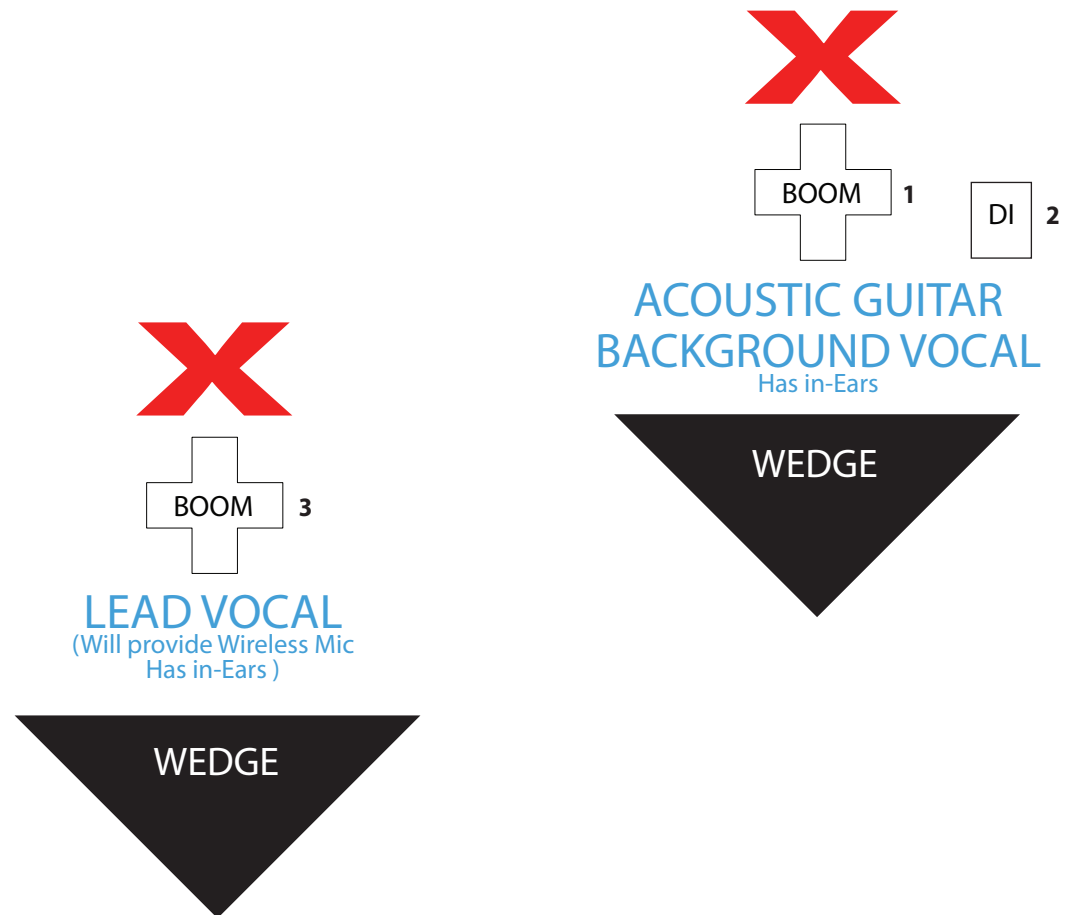 BOOM 1
DI 2
ACOUSTIC GUITAR
BACKGROUND VOCAL
Has in-Ears
WEDGE
BOOM 3
LEAD VOCAL
(Will provide Wireless Mic
Has in-Ears )
WEDGE